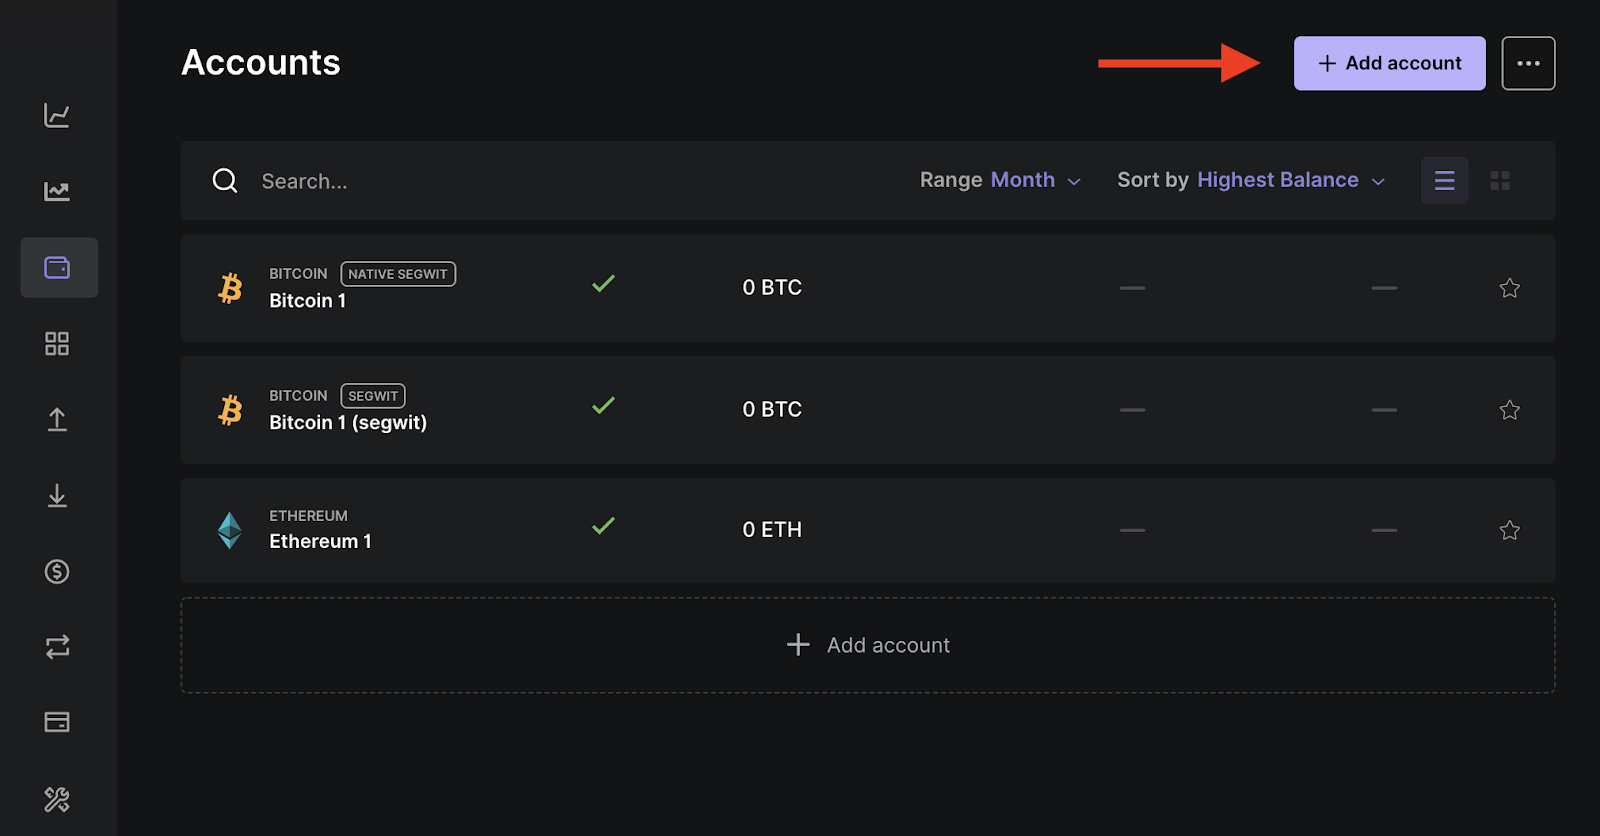 Accounts
+ Add account
Search...
Range Month
Sort by Highest Balance
BITCOIN NATIVE SEGWIT
Bitcoin 1
0 BTC
BITCOIN SEGWIT
Bitcoin 1 (segwit)
0 BTC
ETHEREUM
Ethereum 1
0 ETH
+ Add account